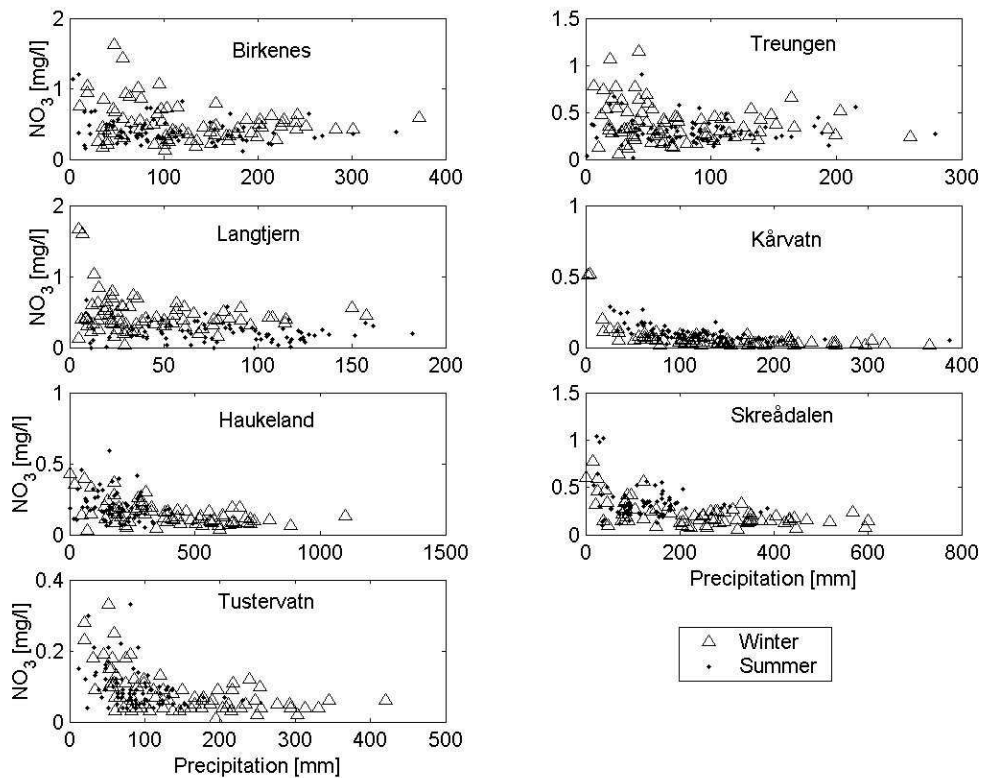 2
1
0
NO3 [mg/l]
Birkenes
0 100 200 300 400
1.5
1
0.5
0
Treungen
0 100 200 300
2
1
0
NO3 [mg/l]
Langtjern
0 50 100 150 200
1
0.5
0
Kårvatn
0 100 200 300 400
1
0.5
0
NO3 [mg/l]
Haukeland
0 500 1000 1500
1.5
1
0.5
0
Skreådalen
0 200 400 600 800
Precipitation [mm]
0.4
0.2
0
NO3 [mg/l]
Tustervatn
0 100 200 300 400 500
Precipitation [mm]
Winter
Summer